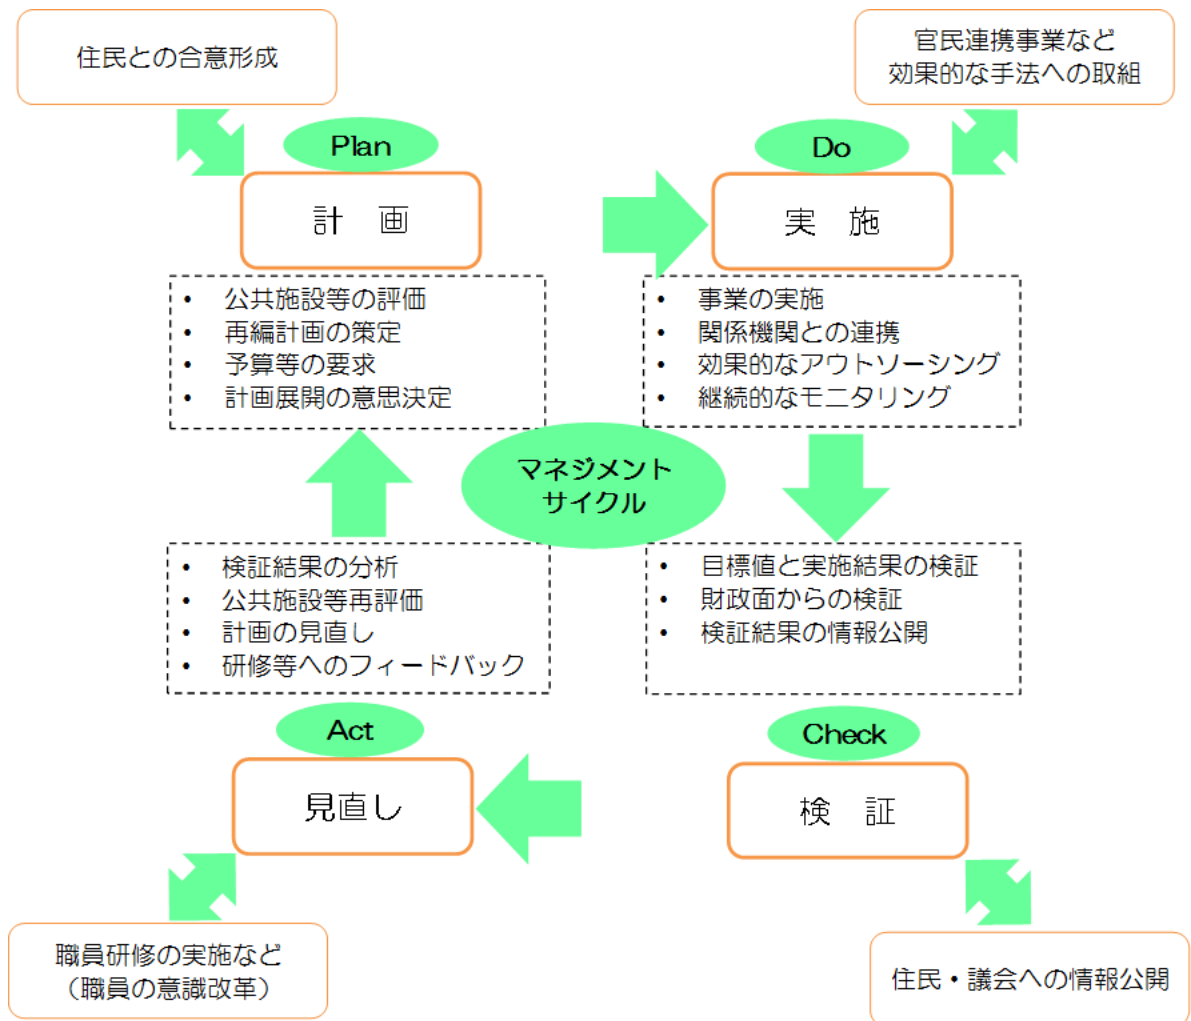 住民との合意形成
官民連携事業など
効果的な手法への取組
Plan
計 画
• 公共施設等の評価
• 再編計画の策定
• 予算等の要求
• 計画展開の意思決定
Do
実 施
• 事業の実施
• 関係機関との連携
• 効果的なアウトソーシング
• 継続的なモニタリング
マネジメント
サイクル
• 検証結果の分析
• 公共施設等再評価
• 計画の見直し
• 研修等へのフィードバック
Act
見直し
• 目標値と実施結果の検証
• 財政面からの検証
• 検証結果の情報公開
Check
検 証
職員研修の実施など
（職員の意識改革）
住民・議会への情報公開